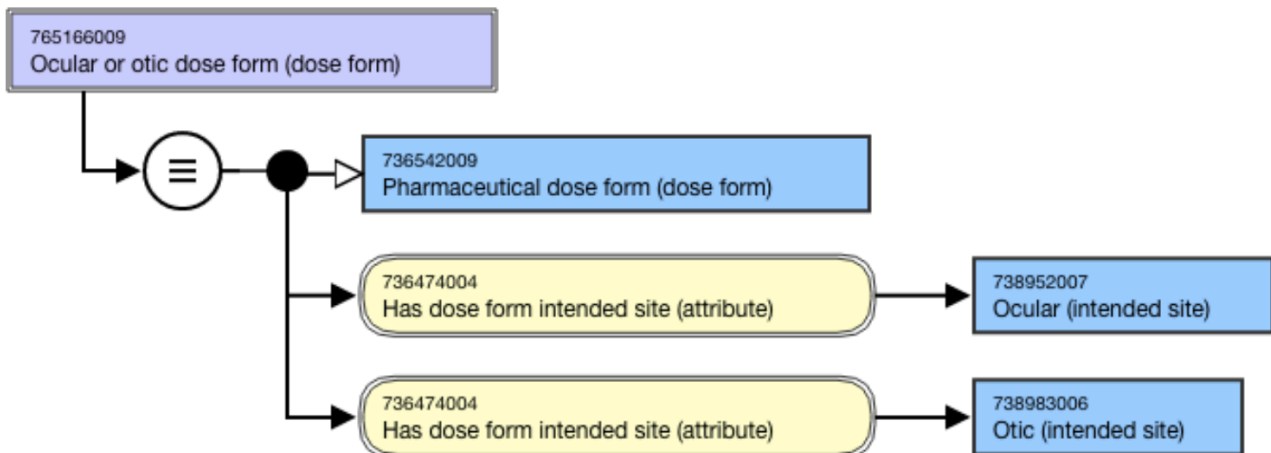 765166009
Ocular or otic dose form (dose form)
736542009
Pharmaceutical dose form (dose form)
736474004
Has dose form intended site (attribute)
738952007
Ocular (intended site)
736474004
Has dose form intended site (attribute)
738983006
Otic (intended site)